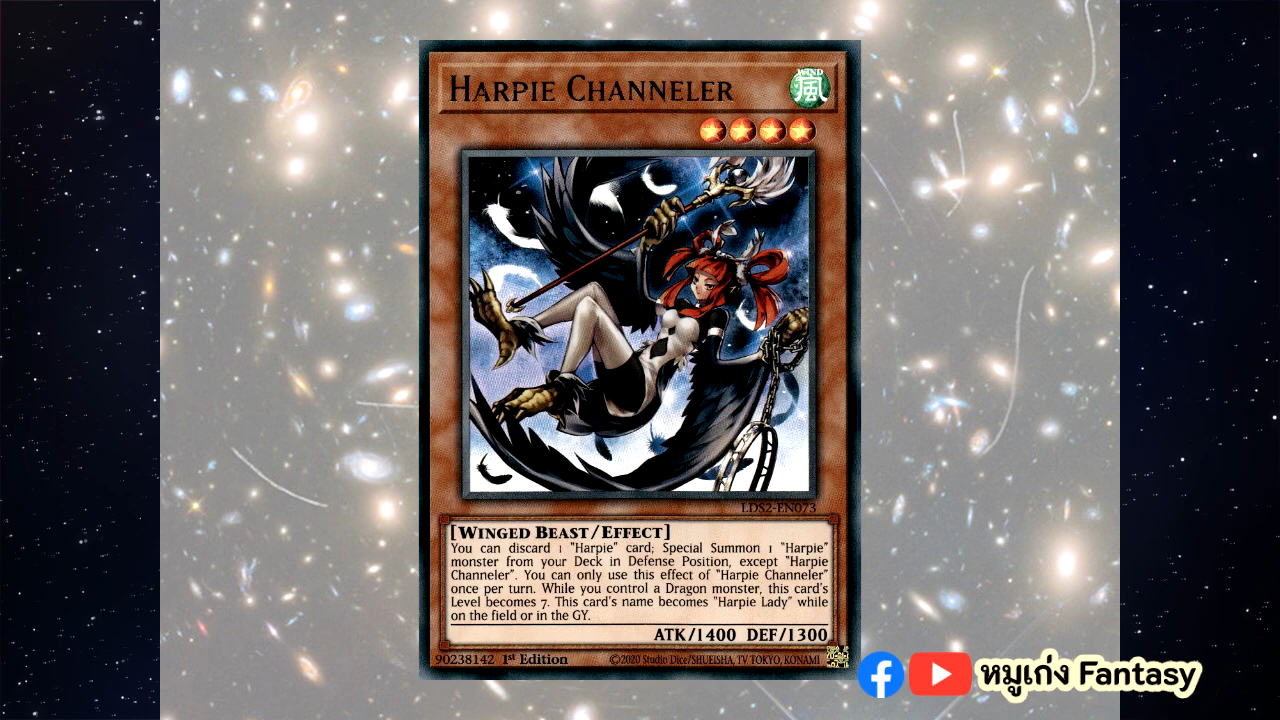 HARPIE CHANNELER
WIND
風
LDS2-EN073
[WINGED BEAST/EFFECT]
You can discard 1 "Harpie" card; Special Summon 1 "Harpie"
monster from your Deck in Defense Position, except "Harpie
Channeler". You can only use this effect of "Harpie Channeler"
once per turn. While you control a Dragon monster, this card's
Level becomes 7. This card's name becomes "Harpie Lady" while
on the field or in the GY.
ATK/1400 DEF/1300
90238142 1st Edition ©2020 Studio Dice/SHUEISHA, TV TOKYO, KONAMI
หมูเก่ง Fantasy